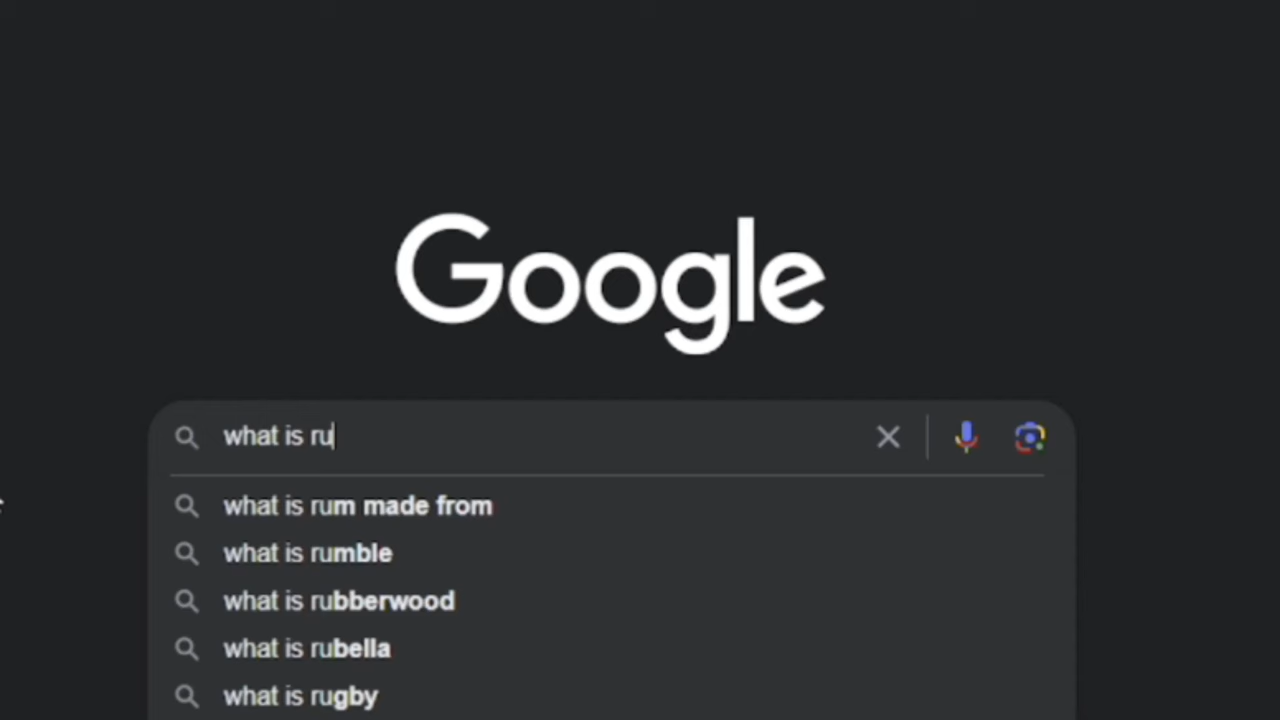 Google
what is ru
what is rum made from
what is rumble
what is rubberwood
what is rubella
what is rugby